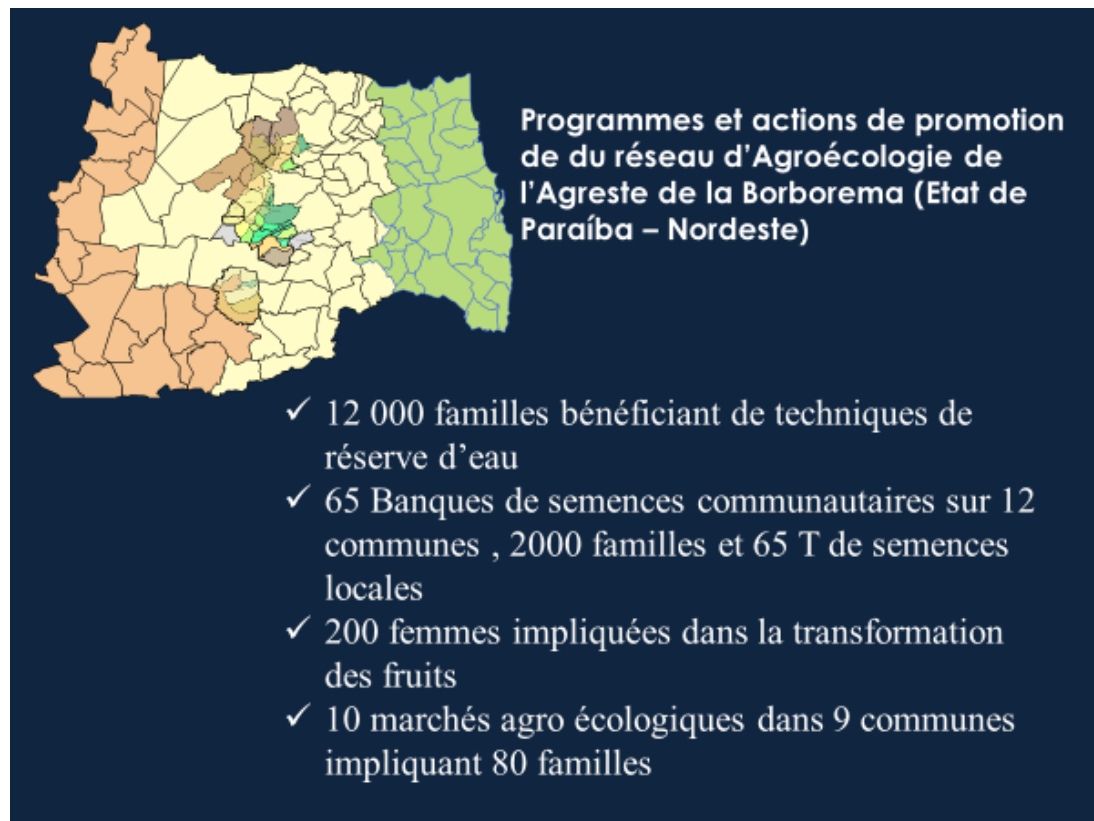 Programmes et actions de promotion
de du réseau d’Agroécologie de
l’Agreste de la Borborema (Etat de
Paraíba – Nordeste)
✓ 12 000 familles bénéficiant de techniques de
réserve d’eau
✓ 65 Banques de semences communautaires sur 12
communes , 2000 familles et 65 T de semences
locales
✓ 200 femmes impliquées dans la transformation
des fruits
✓ 10 marchés agro écologiques dans 9 communes
impliquant 80 familles